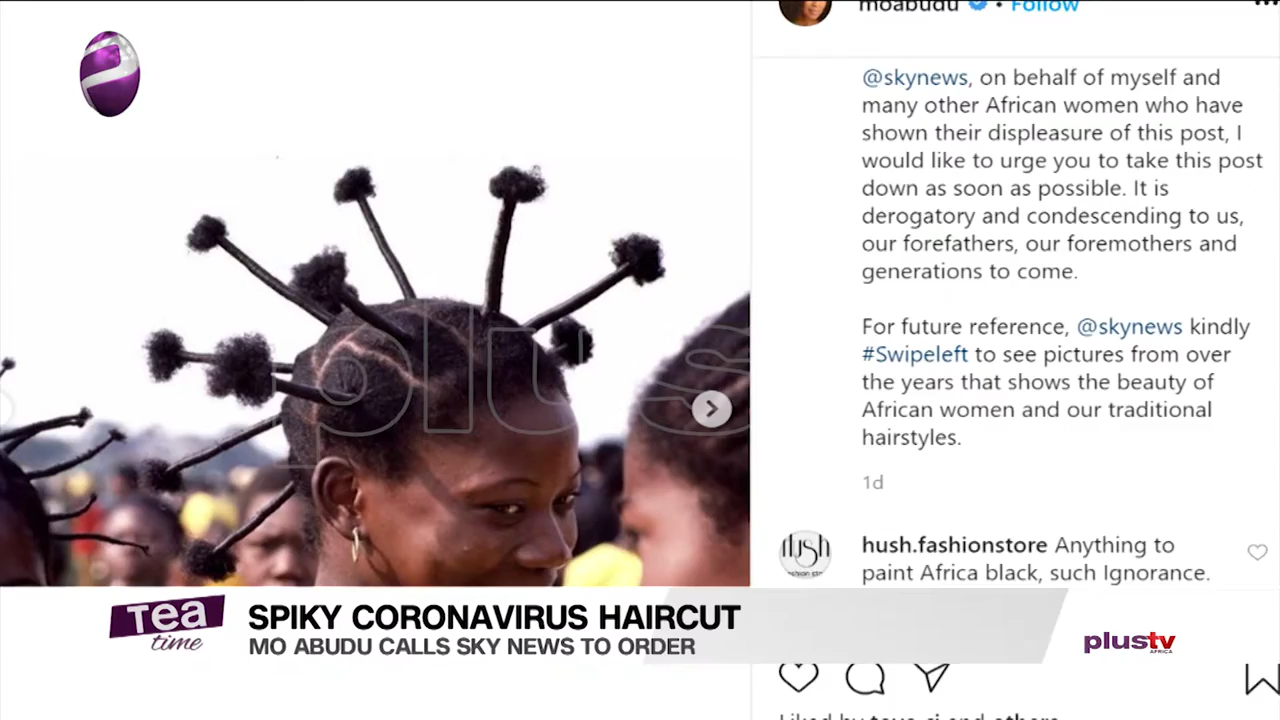 moabudu • Follow
@skynews, on behalf of myself and
many other African women who have
shown their displeasure of this post, I
would like to urge you to take this post
down as soon as possible. It is
derogatory and condescending to us,
our forefathers, our foremothers and
generations to come.
For future reference, @skynews kindly
#Swipeleft to see pictures from over
the years that shows the beauty of
African women and our traditional
hairstyles.
1d
hush.fashionstore Anything to
paint Africa black, such Ignorance.
plus
Tea
time
SPIKY CORONAVIRUS HAIRCUT
MO ABUDU CALLS SKY NEWS TO ORDER
plustv
AFRICA